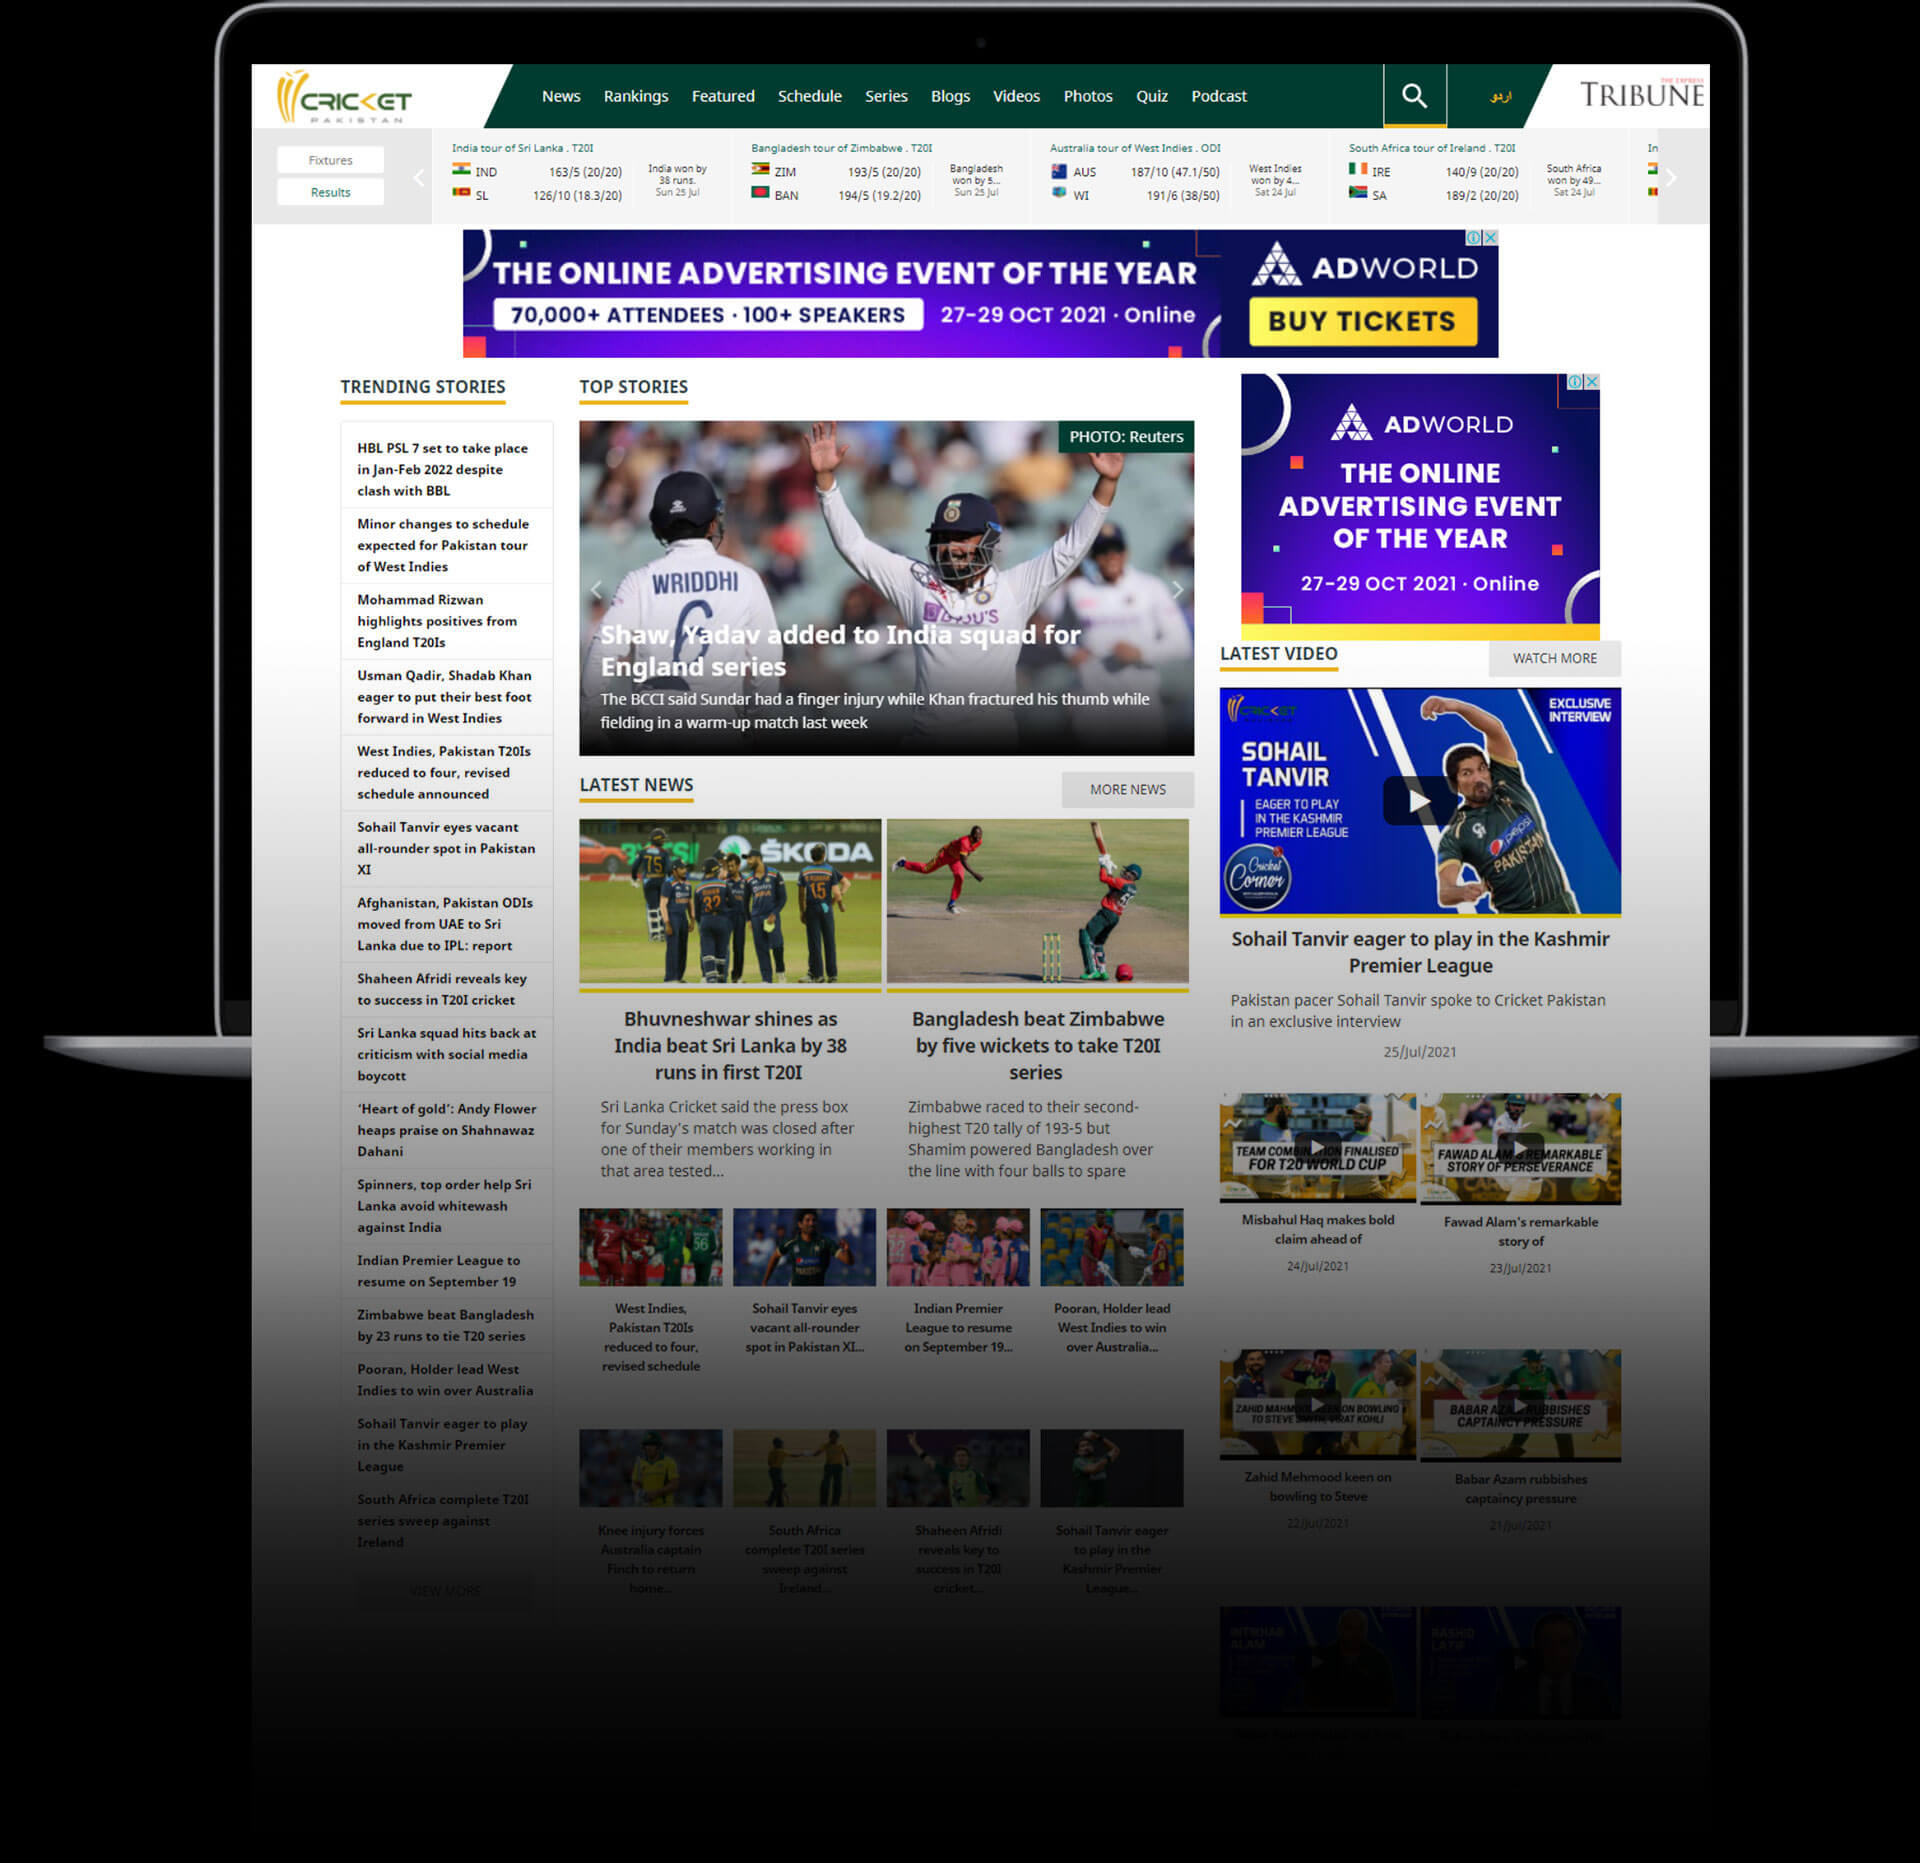 CRICKET
PAKISTAN
News Rankings Featured Schedule Series Blogs Videos Photos Quiz Podcast
اردو
THE EXPRESS
TRIBUNE
Fixtures
Results
India tour of Sri Lanka . T20I
IND 163/5 (20/20)
SL 126/10 (18.3/20)
India won by
38 runs.
Sun 25 Jul
Bangladesh tour of Zimbabwe . T20I
ZIM 193/5 (20/20)
BAN 194/5 (19.2/20)
Bangladesh
won by 5...
Sun 25 Jul
Australia tour of West Indies . ODI
AUS 187/10 (47.1/50)
WI 191/6 (38/50)
West Indies
won by 4...
Sat 24 Jul
South Africa tour of Ireland . T20I
IRE 140/9 (20/20)
SA 189/2 (20/20)
South Africa
won by 49...
Sat 24 Jul
In
THE ONLINE ADVERTISING EVENT OF THE YEAR
70,000+ ATTENDEES · 100+ SPEAKERS
27-29 OCT 2021 · Online
ADWORLD
BUY TICKETS
TRENDING STORIES
HBL PSL 7 set to take place
in Jan-Feb 2022 despite
clash with BBL
Minor changes to schedule
expected for Pakistan tour
of West Indies
Mohammad Rizwan
highlights positives from
England T20Is
Usman Qadir, Shadab Khan
eager to put their best foot
forward in West Indies
West Indies, Pakistan T20Is
reduced to four, revised
schedule announced
Sohail Tanvir eyes vacant
all-rounder spot in Pakistan
XI
Afghanistan, Pakistan ODIs
moved from UAE to Sri
Lanka due to IPL: report
Shaheen Afridi reveals key
to success in T20I cricket
Sri Lanka squad hits back at
criticism with social media
boycott
‘Heart of gold’: Andy Flower
heaps praise on Shahnawaz
Dahani
Spinners, top order help Sri
Lanka avoid whitewash
against India
Indian Premier League to
resume on September 19
Zimbabwe beat Bangladesh
by 23 runs to tie T20 series
Pooran, Holder lead West
Indies to win over Australia
Sohail Tanvir eager to play
in the Kashmir Premier
League
South Africa complete T20I
series sweep against
Ireland
VIEW MORE
TOP STORIES
PHOTO: Reuters
WRIDDHI
6
BYJU'S
Shaw, Yadav added to India squad for
England series
The BCCI said Sundar had a finger injury while Khan fractured his thumb while
fielding in a warm-up match last week
LATEST NEWS
MORE NEWS
ŠKODA
75
32
15
Bhuvneshwar shines as
India beat Sri Lanka by 38
runs in first T20I
Sri Lanka Cricket said the press box
for Sunday's match was closed after
one of their members working in
that area tested...
Bangladesh beat Zimbabwe
by five wickets to take T20I
series
Zimbabwe raced to their second-
highest T20 tally of 193-5 but
Shamim powered Bangladesh over
the line with four balls to spare
56
West Indies,
Pakistan T20Is
reduced to four,
revised schedule
Sohail Tanvir eyes
vacant all-rounder
spot in Pakistan XI...
Indian Premier
League to resume
on September 19...
Pooran, Holder lead
West Indies to win
over Australia...
Knee injury forces
Australia captain
Finch to return
home...
South Africa
complete T20I series
sweep against
Ireland...
Shaheen Afridi
reveals key to
success in T20I
cricket...
Sohail Tanvir eager
to play in the
Kashmir Premier
League...
ADWORLD
THE ONLINE
ADVERTISING EVENT
OF THE YEAR
27-29 OCT 2021 · Online
LATEST VIDEO
WATCH MORE
CRICKET
EXCLUSIVE
INTERVIEW
SOHAIL
TANVIR
EAGER TO PLAY
IN THE KASHMIR
PREMIER LEAGUE
Cricket
Corner
pepsi
PAKISTAN
Sohail Tanvir eager to play in the Kashmir
Premier League
Pakistan pacer Sohail Tanvir spoke to Cricket Pakistan
in an exclusive interview
25/Jul/2021
TEAM COMBINATION FINALISED
FOR T20 WORLD CUP
Misbahul Haq makes bold
claim ahead of
24/Jul/2021
FAWAD ALAM'S REMARKABLE
STORY OF PERSEVERANCE
Fawad Alam's remarkable
story of
23/Jul/2021
ZAHID MAHMOOD KEEN ON BOWLING
TO STEVE SMITH, VIRAT KOHLI
Zahid Mehmood keen on
bowling to Steve
22/Jul/2021
BABAR AZAM RUBBISHES
CAPTAINCY PRESSURE
Babar Azam rubbishes
captaincy pressure
21/Jul/2021
INTIKHAB
ALAM
RASHID
LATIF